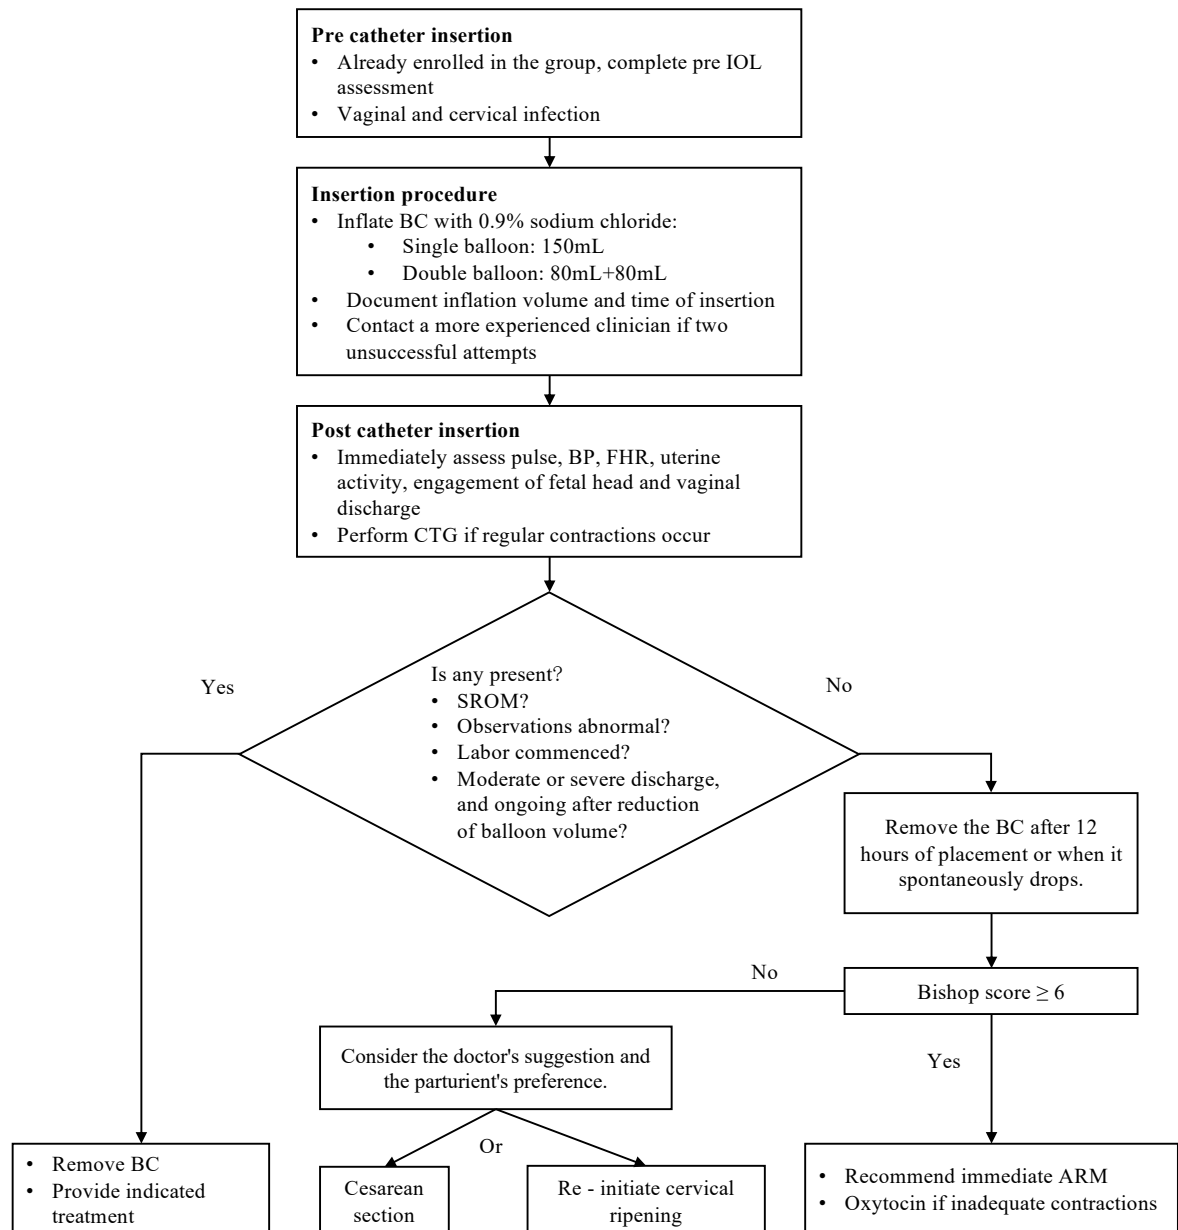 Pre catheter insertion
• Already enrolled in the group, complete pre IOL
assessment
• Vaginal and cervical infection
Insertion procedure
• Inflate BC with 0.9% sodium chloride:
• Single balloon: 150mL
• Double balloon: 80mL+80mL
• Document inflation volume and time of insertion
• Contact a more experienced clinician if two
unsuccessful attempts
Post catheter insertion
• Immediately assess pulse, BP, FHR, uterine
activity, engagement of fetal head and vaginal
discharge
• Perform CTG if regular contractions occur
Is any present?
• SROM?
• Observations abnormal?
• Labor commenced?
• Moderate or severe discharge,
and ongoing after reduction
of balloon volume?
Yes
No
Remove the BC after 12
hours of placement or when it
spontaneously drops.
Bishop score ≥ 6
No
Yes
Consider the doctor's suggestion and
the parturient's preference.
Or
• Remove BC
• Provide indicated
treatment
Cesarean
section
Re - initiate cervical
ripening
• Recommend immediate ARM
• Oxytocin if inadequate contractions